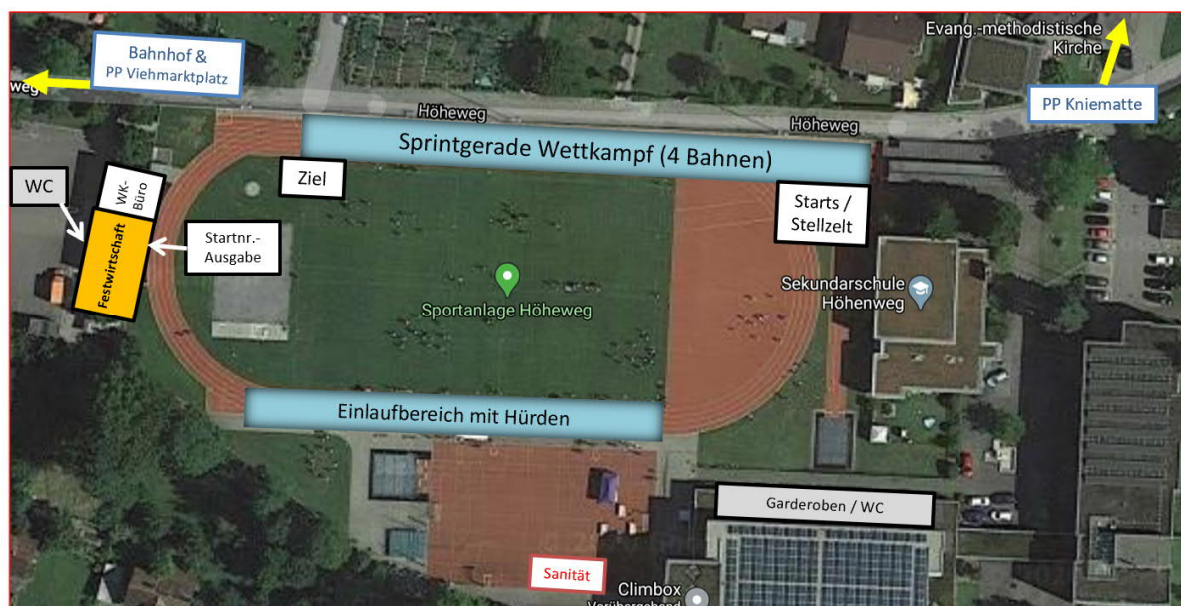 Evang.-methodistische
Kirche
Bahnhof &
PP Viehmarktplatz
weg
PP Kniematte
Höheweg
Höheweg
Sprintgerade Wettkampf (4 Bahnen)
WC
WK-
Büro
Ziel
Starts /
Stellzelt
Festwirtschaft
Startnr.-
Ausgabe
Sekundarschule
Höhenweg
Sportanlage Höheweg
Einlaufbereich mit Hürden
Garderoben / WC
Sanität
Climbox
Vorübergehend